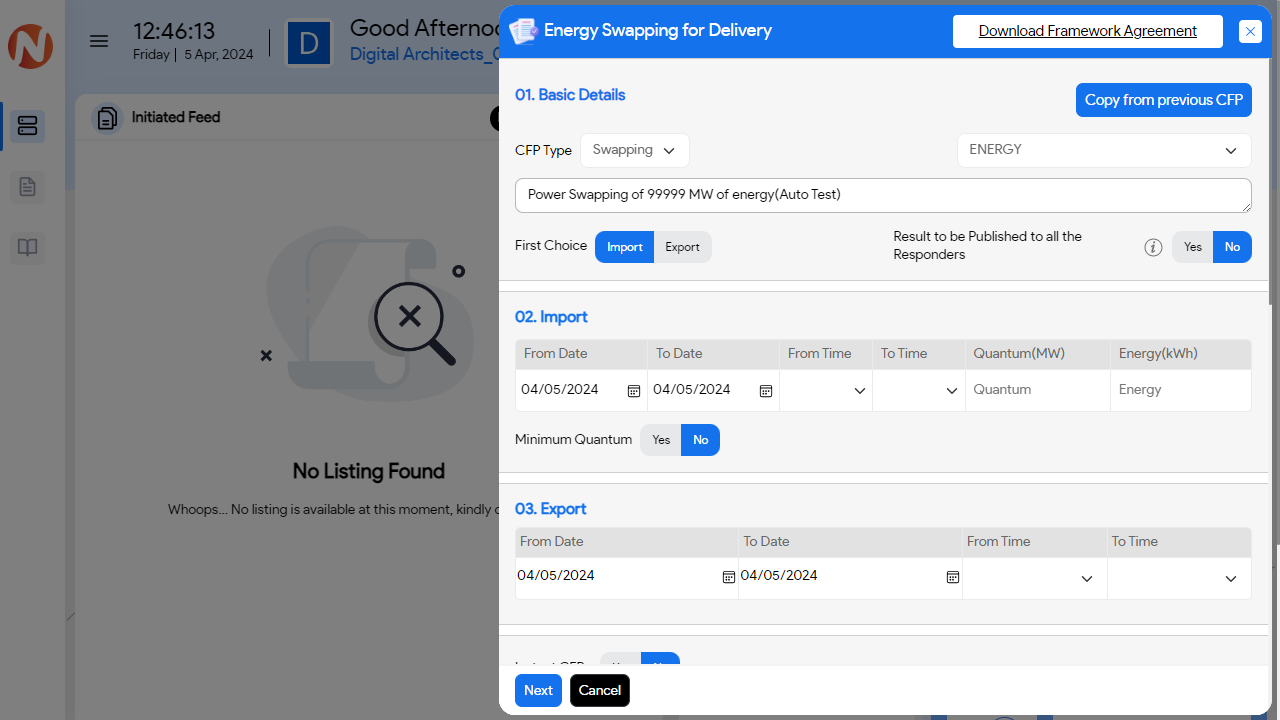 12:46:13
Friday | 5 Apr, 2024
D
Good Afterno
Digital Architects_
Initiated Feed
No Listing Found
Whoops... No listing is available at this moment, kindly
Energy Swapping for Delivery
Download Framework Agreement
01. Basic Details
Copy from previous CFP
CFP Type Swapping ENERGY
Power Swapping of 99999 MW of energy(Auto Test)
First Choice Import Export
Result to be Published to all the
Responders
Yes No
02. Import
From Date To Date From Time To Time Quantum(MW) Energy(kWh)
04/05/2024 04/05/2024 Quantum Energy
Minimum Quantum Yes No
03. Export
From Date To Date From Time To Time
04/05/2024 04/05/2024
Next Cancel